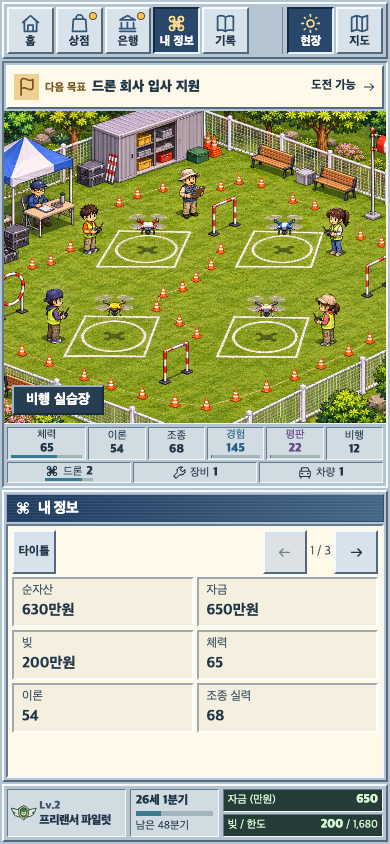 홈
상점
은행
내 정보
기록
현장
지도
다음 목표 드론 회사 입사 지원 도전 가능 →
비행 실습장
체력 이론 조종 경험 평판 비행
65 54 68 145 22 12
드론 2 장비 1 차량 1
내 정보
타이틀 ← 1 / 3 →
순자산 자금
630만원 650만원
빚 체력
200만원 65
이론 조종 실력
54 68
Lv.2
프리랜서 파일럿
26세 1분기
남은 48분기
자금 (만원) 650
빚 / 한도 200 / 1,680